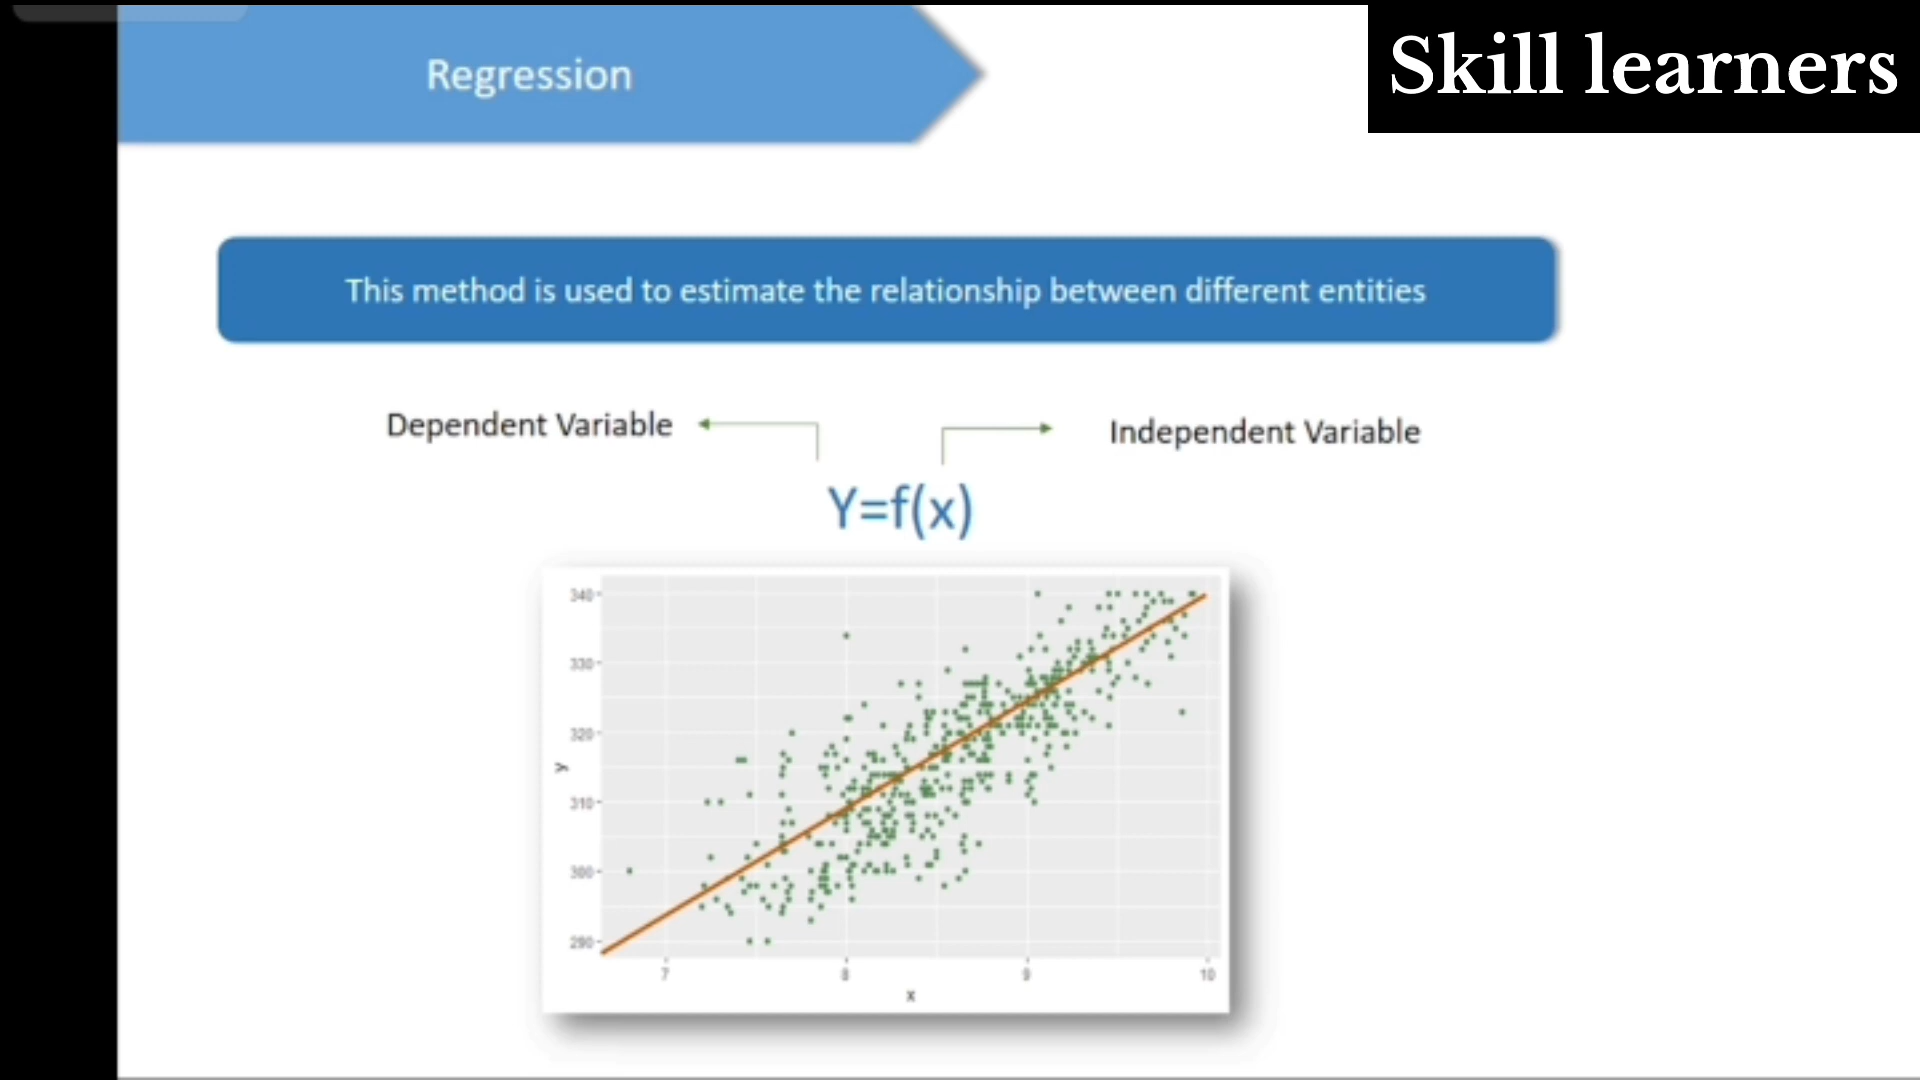 Regression
Skill learners
This method is used to estimate the relationship between different entities
Dependent Variable
Independent Variable
Y=f(x)
340
330
320
310
300
290
y
7
8
9
10
x